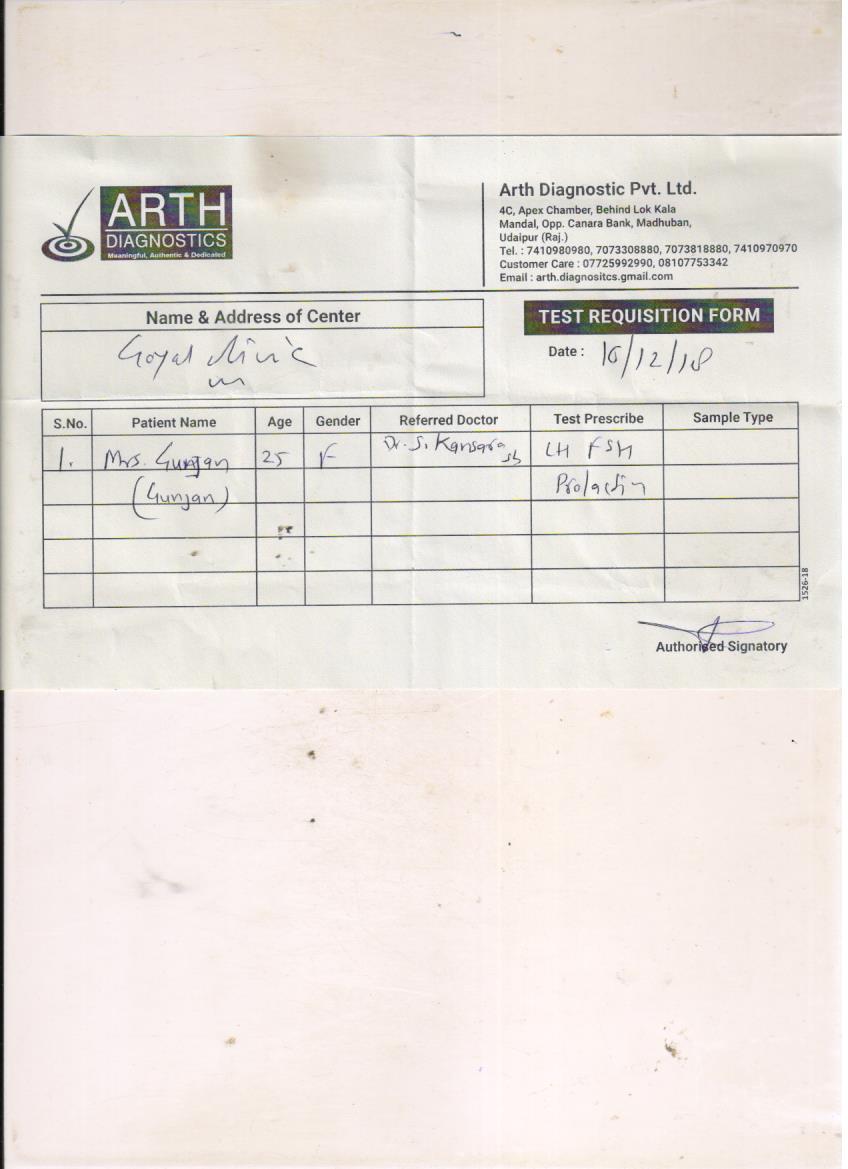 ARTH
DIAGNOSTICS
Meaningful, Authentic & Dedicated
Arth Diagnostic Pvt. Ltd.
4C, Apex Chamber, Behind Lok Kala
Mandal, Opp. Canara Bank, Madhuban,
Udaipur (Raj.)
Tel. : 7410980980, 7073308880, 7073818880, 7410970970
Customer Care : 07725992990, 08107753342
Email : arth.diagnositcs.gmail.com
Name & Address of Center
Goyal clinic
TEST REQUISITION FORM
Date : 16/12/18
S.No. Patient Name Age Gender Referred Doctor Test Prescribe Sample Type
1. Mrs. Gunjan 25 F Dr. S. Kansara LH FSH
(Gunjan) Prolactin
1526-18
Authorised Signatory